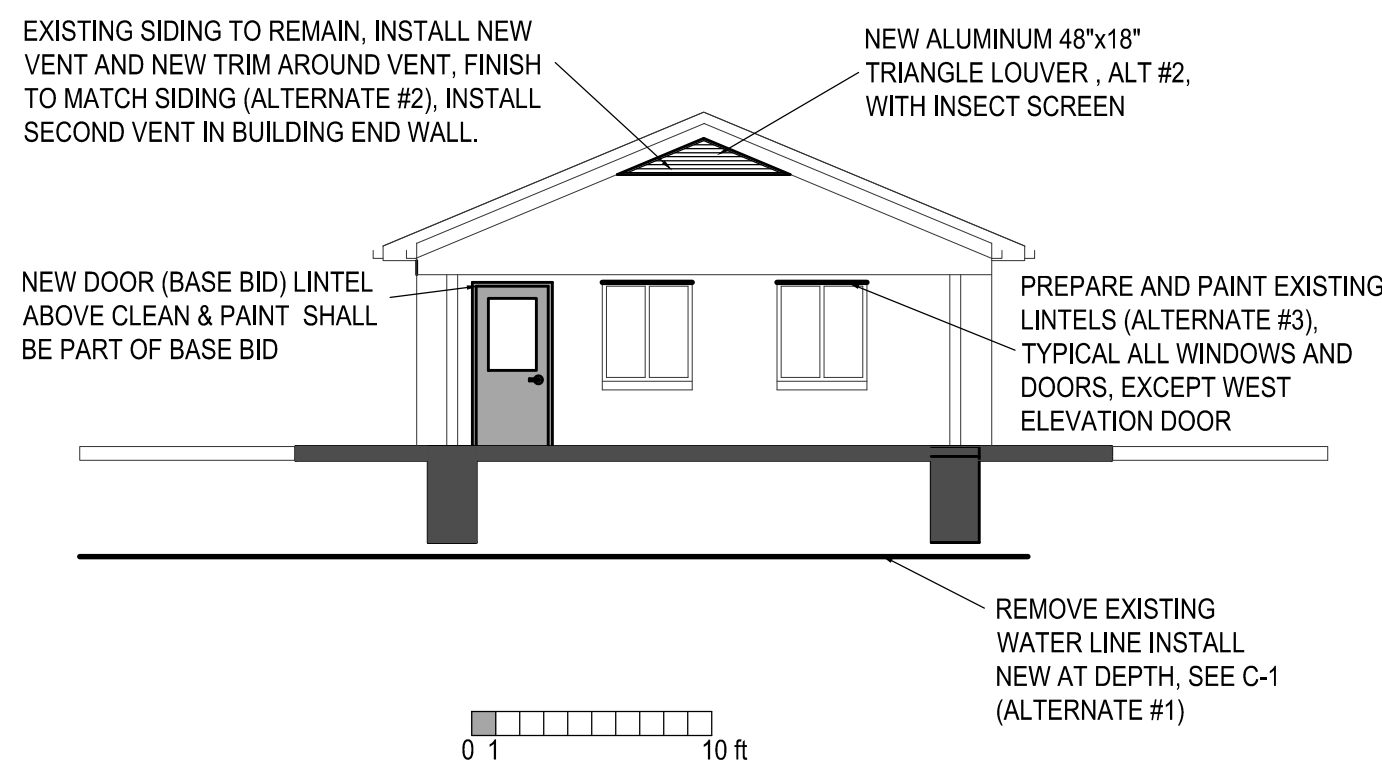 EXISTING SIDING TO REMAIN, INSTALL NEW
VENT AND NEW TRIM AROUND VENT, FINISH
TO MATCH SIDING (ALTERNATE #2), INSTALL
SECOND VENT IN BUILDING END WALL.
NEW ALUMINUM 48"x18"
TRIANGLE LOUVER , ALT #2,
WITH INSECT SCREEN
NEW DOOR (BASE BID) LINTEL
ABOVE CLEAN & PAINT SHALL
BE PART OF BASE BID
PREPARE AND PAINT EXISTING
LINTELS (ALTERNATE #3),
TYPICAL ALL WINDOWS AND
DOORS, EXCEPT WEST
ELEVATION DOOR
REMOVE EXISTING
WATER LINE INSTALL
NEW AT DEPTH, SEE C-1
(ALTERNATE #1)
0 1 10 ft